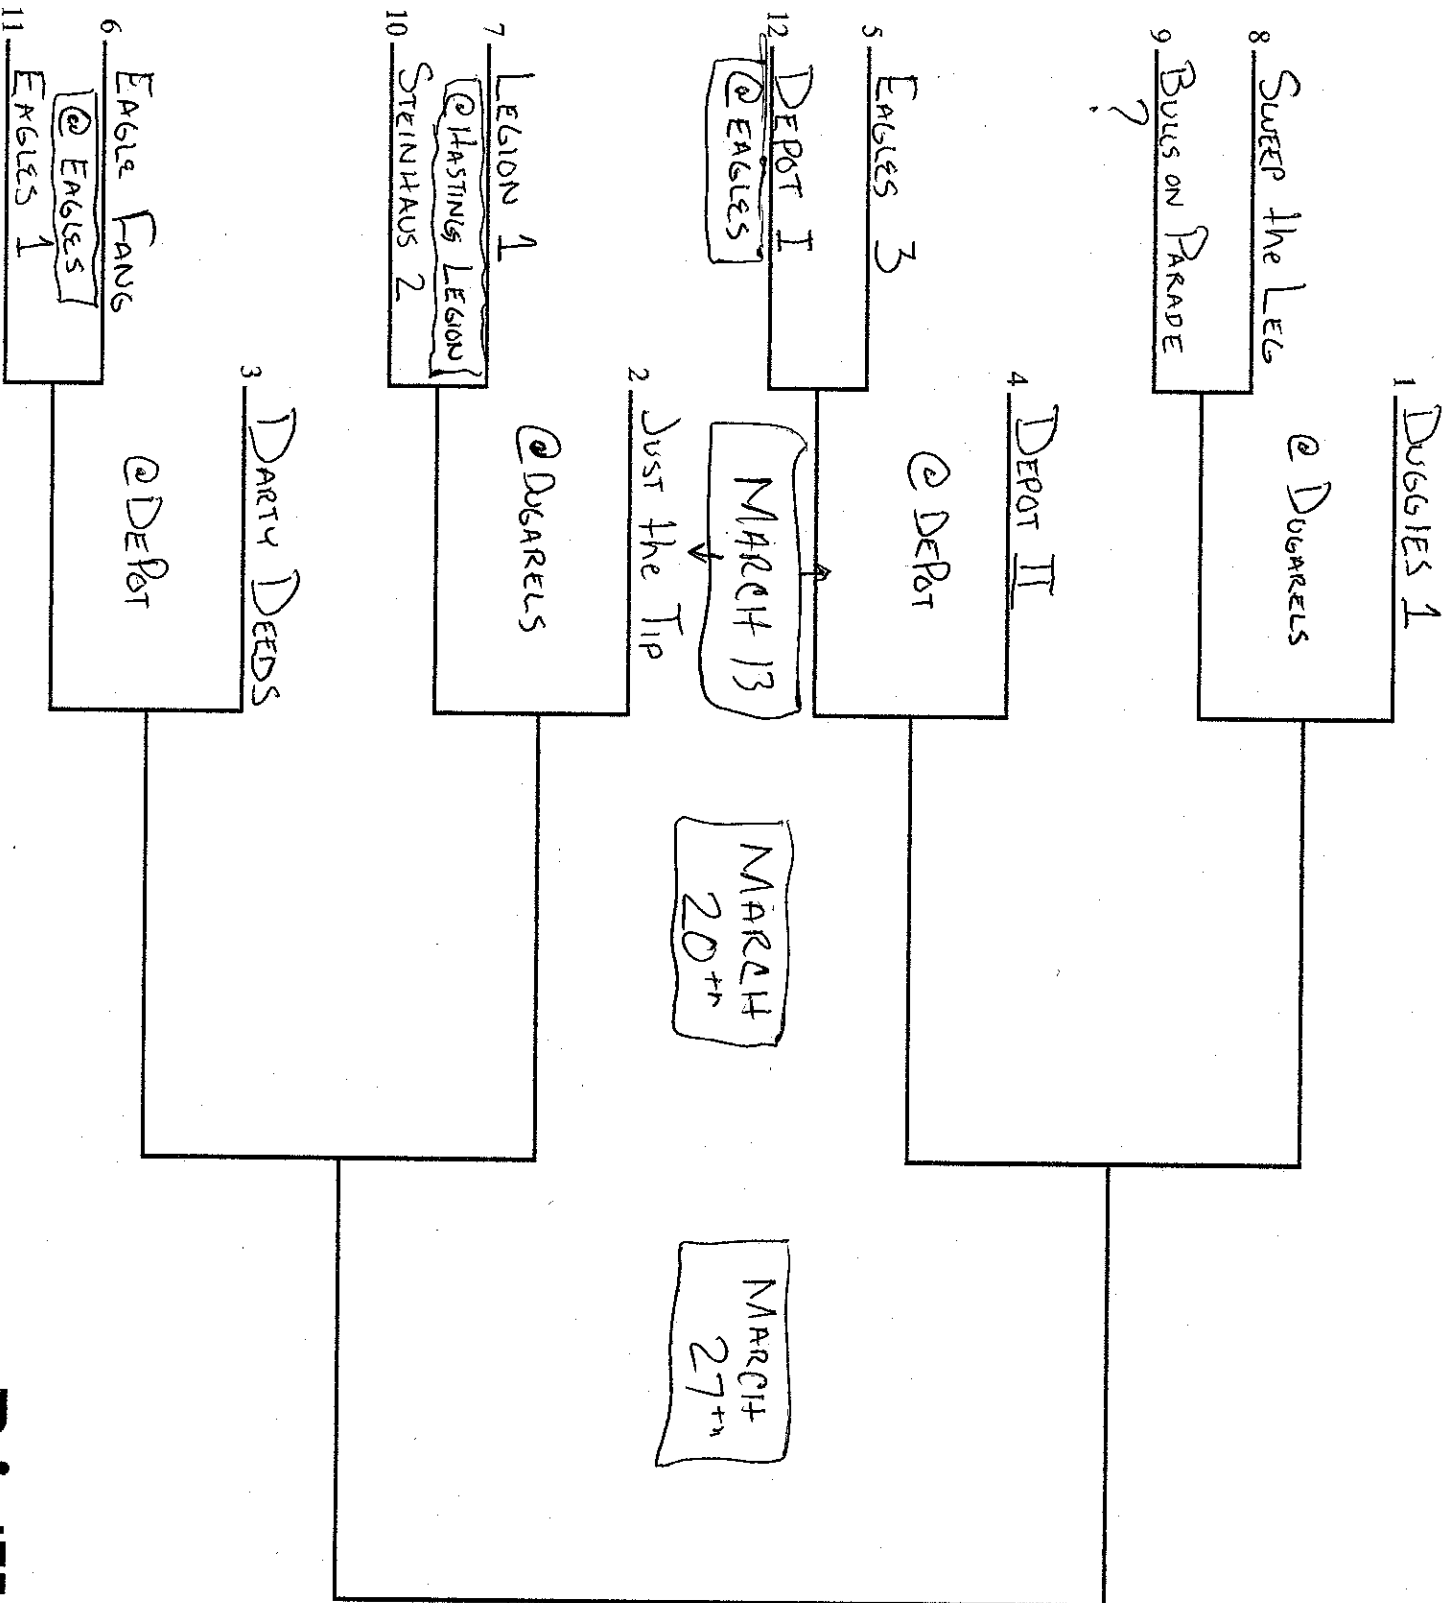 1 DUGGIES 1
8 SWEEP the LEG
@ DUGARELS
9 BULLS ON PARADE
?
4 DEPOT II
5 EAGLES 3
@ DEPOT
12 DEPOT I
@ EAGLES
MARCH 13
MARCH
20th
MARCH
27th
2 JUST the TIP
7 LEGION 1
@ HASTINGS LEGION
@ DUGARELS
10 STEINHAUS 2
3 DARTY DEEDS
6 EAGLE FANG
@ EAGLES
@ DEPOT
11 EAGLES 1